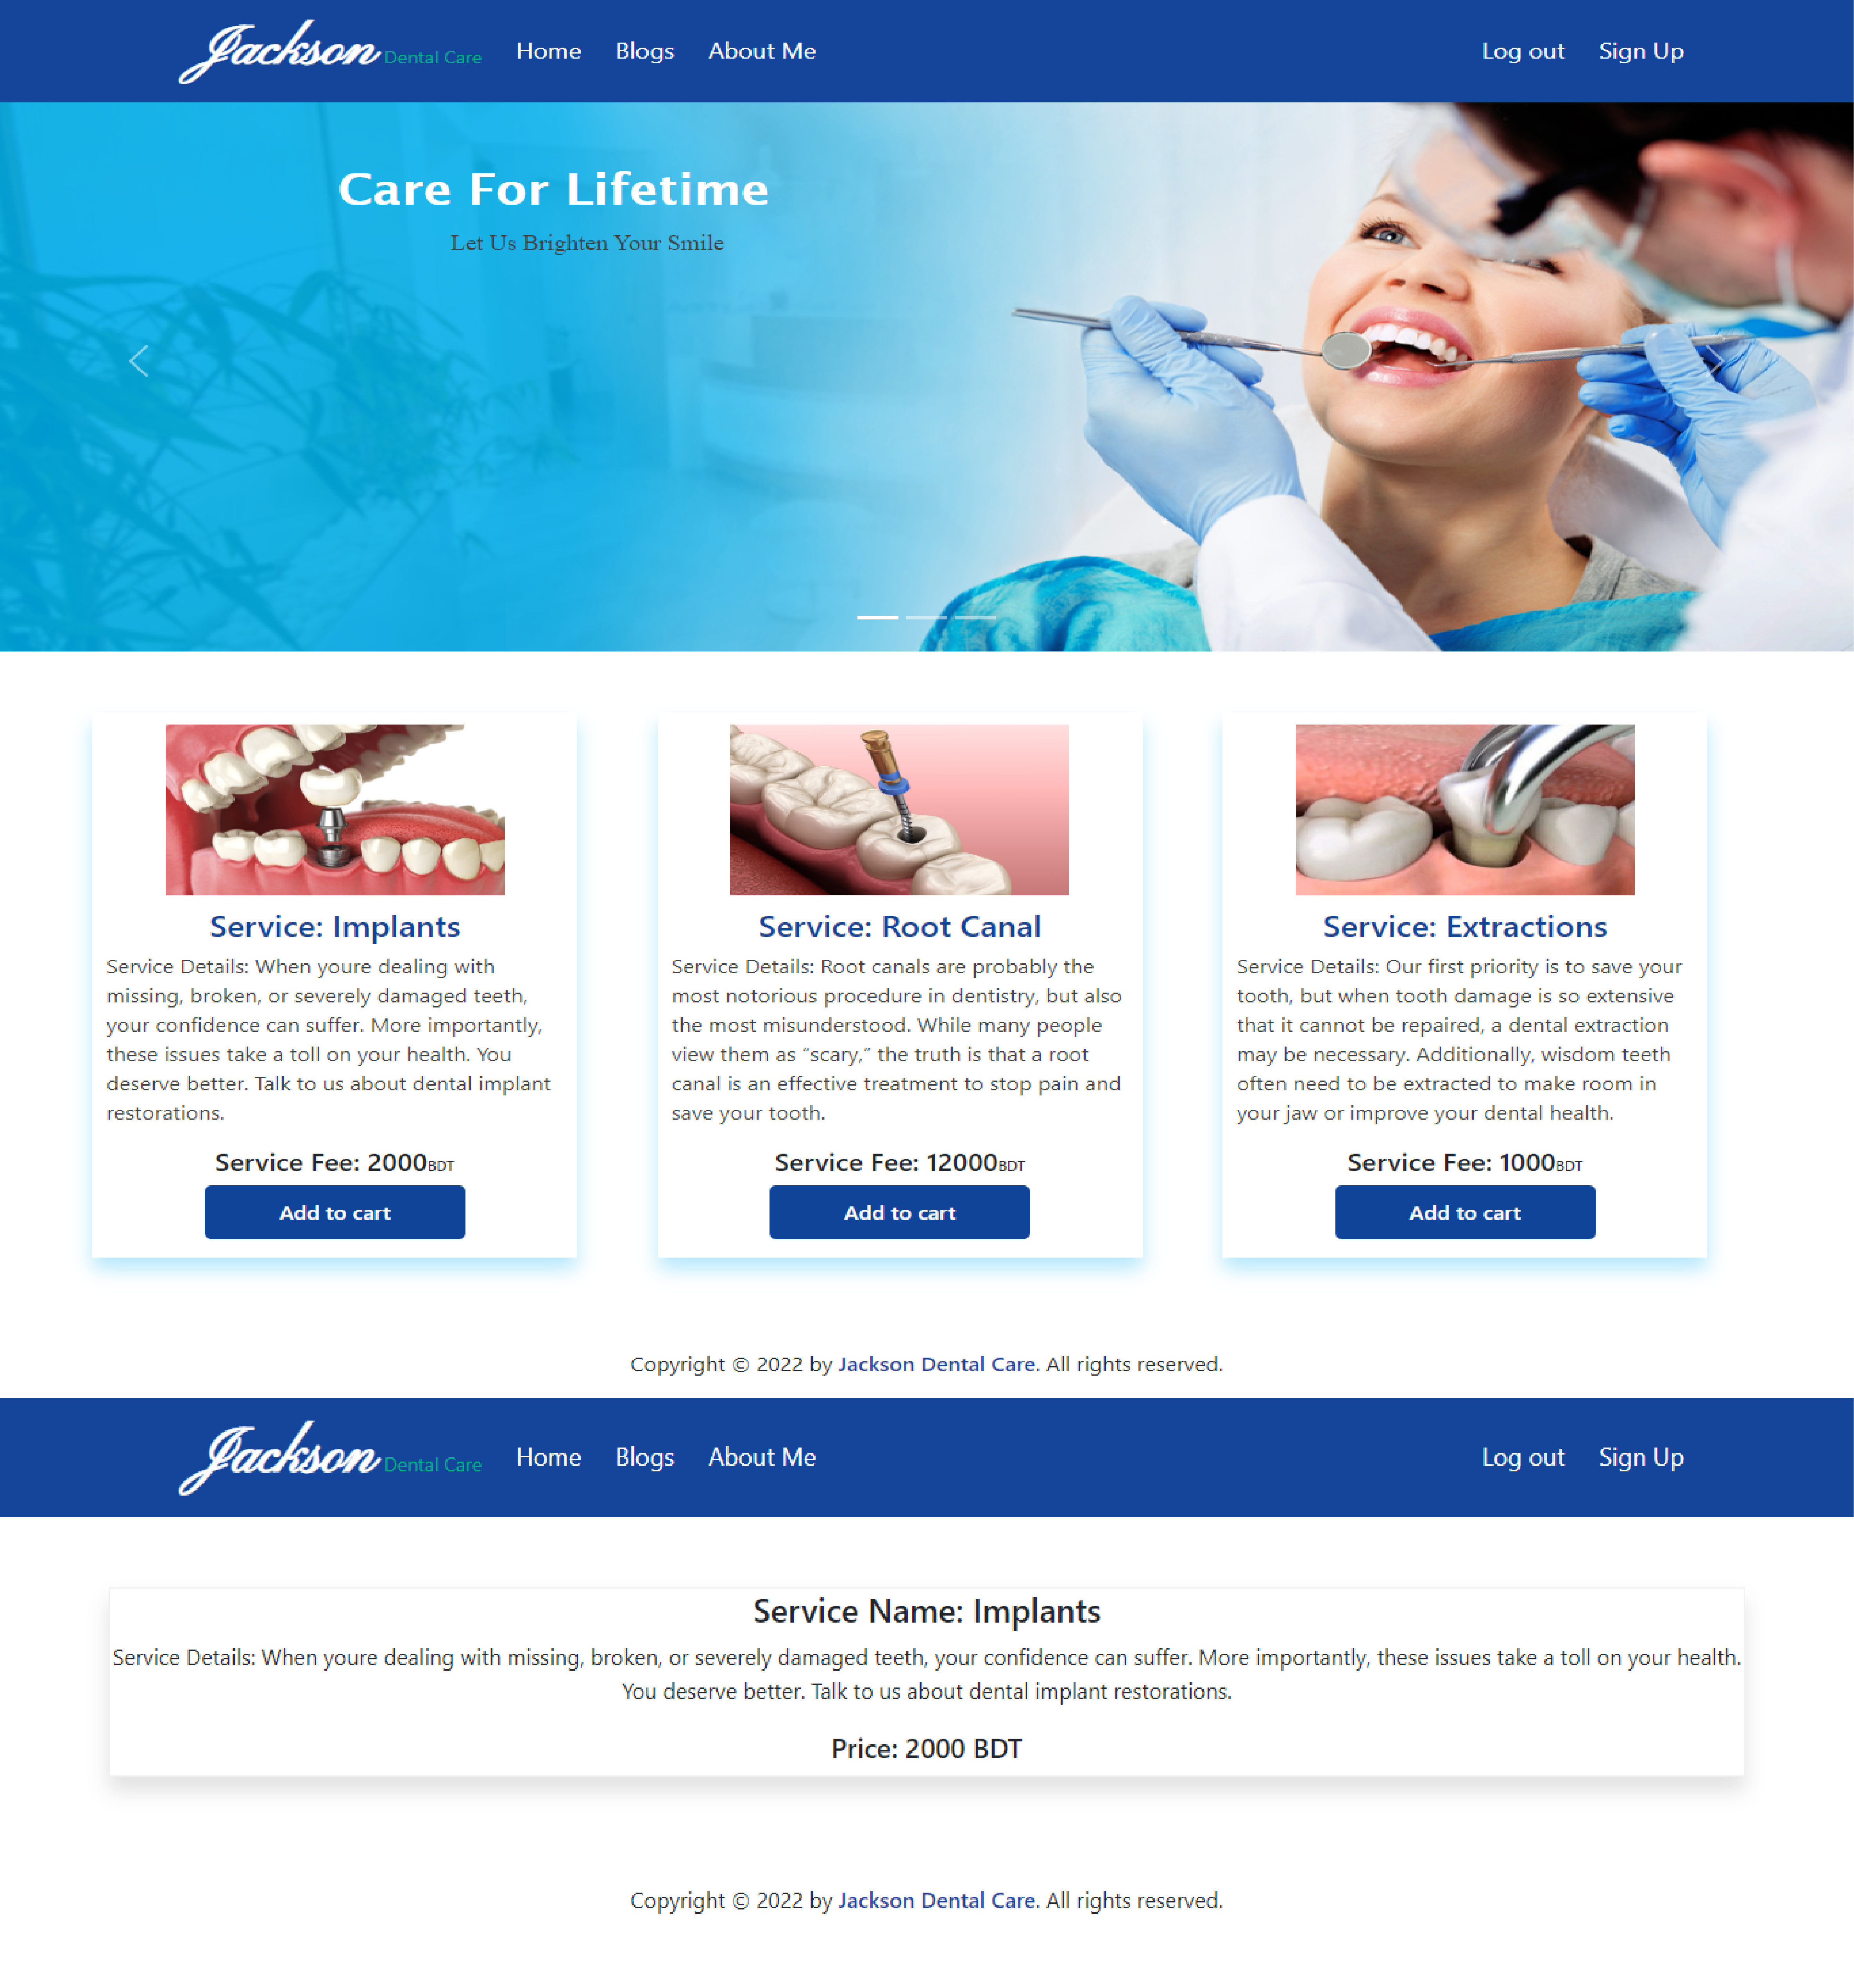 Jackson Dental Care Home Blogs About Me Log out Sign Up
Care For Lifetime
Let Us Brighten Your Smile
Service: Implants
Service Details: When youre dealing with
missing, broken, or severely damaged teeth,
your confidence can suffer. More importantly,
these issues take a toll on your health. You
deserve better. Talk to us about dental implant
restorations.
Service Fee: 2000BDT
Add to cart
Service: Root Canal
Service Details: Root canals are probably the
most notorious procedure in dentistry, but also
the most misunderstood. While many people
view them as “scary,” the truth is that a root
canal is an effective treatment to stop pain and
save your tooth.
Service Fee: 12000BDT
Add to cart
Service: Extractions
Service Details: Our first priority is to save your
tooth, but when tooth damage is so extensive
that it cannot be repaired, a dental extraction
may be necessary. Additionally, wisdom teeth
often need to be extracted to make room in
your jaw or improve your dental health.
Service Fee: 1000BDT
Add to cart
Copyright © 2022 by Jackson Dental Care. All rights reserved.
Jackson Dental Care Home Blogs About Me Log out Sign Up
Service Name: Implants
Service Details: When youre dealing with missing, broken, or severely damaged teeth, your confidence can suffer. More importantly, these issues take a toll on your health.
You deserve better. Talk to us about dental implant restorations.
Price: 2000 BDT
Copyright © 2022 by Jackson Dental Care. All rights reserved.